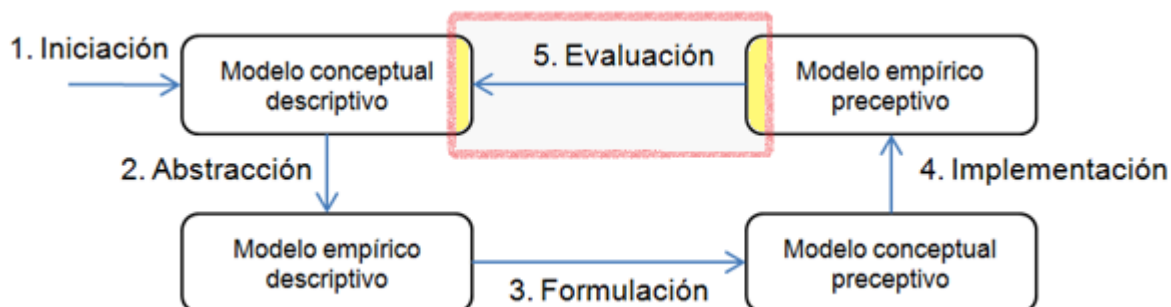 1. Iniciación
Modelo conceptual
descriptivo
5. Evaluación
Modelo empírico
preceptivo
2. Abstracción
4. Implementación
Modelo empírico
descriptivo
3. Formulación
Modelo conceptual
preceptivo